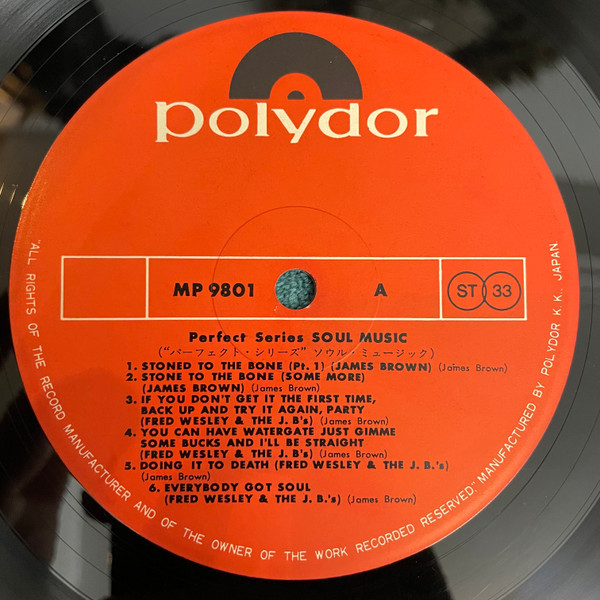 polydor
MP 9801 A ST 33
Perfect Series SOUL MUSIC
("パーフェクト・シリーズ" ソウル・ミュージック)
1. STONED TO THE BONE (Pt. 1) (JAMES BROWN) (James Brown)
2. STONE TO THE BONE (SOME MORE)
(JAMES BROWN) (James Brown)
3. IF YOU DON'T GET IT THE FIRST TIME,
BACK UP AND TRY IT AGAIN, PARTY
(FRED WESLEY & THE J. B's) (James Brown)
4. YOU CAN HAVE WATERGATE JUST GIMME
SOME BUCKS AND I'LL BE STRAIGHT
(FRED WESLEY & THE J. B's) (James Brown)
5. DOING IT TO DEATH (FRED WESLEY & THE J. B.'s)
(James Brown)
6. EVERYBODY GOT SOUL
(FRED WESLEY & THE J. B.'s) (James Brown)
"ALL RIGHTS OF THE RECORD MANUFACTURER AND OF THE OWNER OF THE WORK RECORDED RESERVED." MANUFACTURED BY POLYDOR K.K., JAPAN